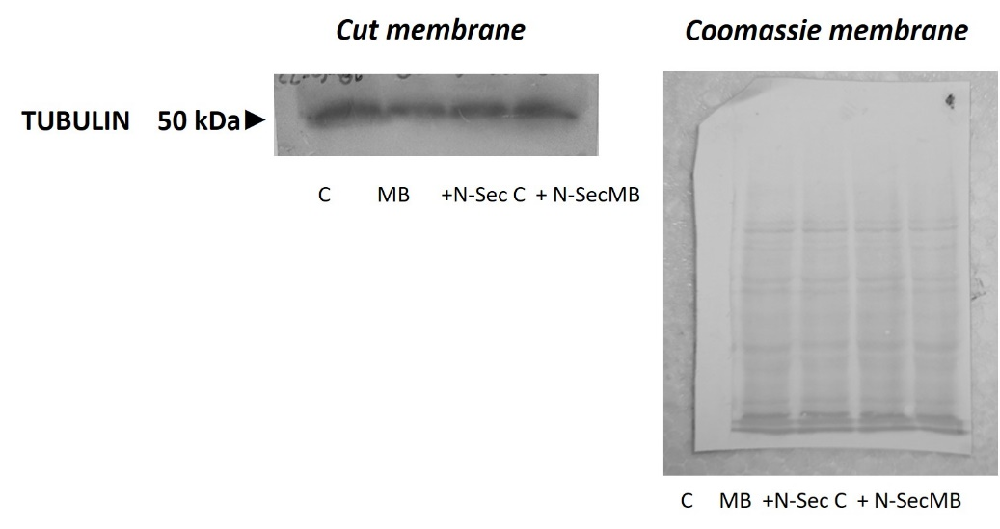 Cut membrane
Coomassie membrane
TUBULIN 50 kDa
C MB +N-Sec C + N-SecMB
C MB +N-Sec C + N-SecMB